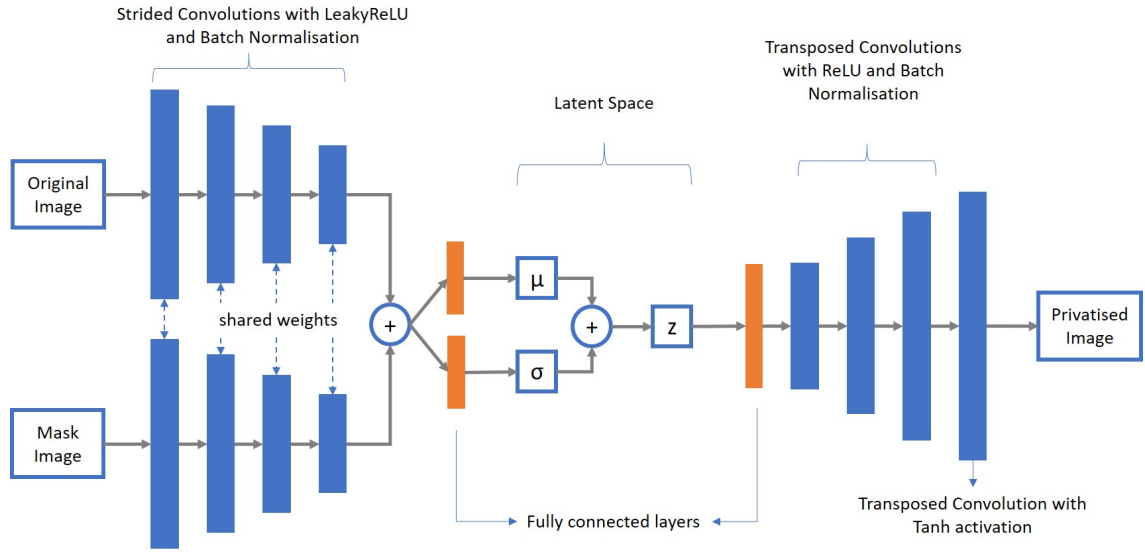 Strided Convolutions with LeakyReLU
and Batch Normalisation
Transposed Convolutions
with ReLU and Batch
Normalisation
Latent Space
Original
Image
μ
+
shared weights
+
z
Privatised
Image
σ
Mask
Image
Transposed Convolution with
Tanh activation
Fully connected layers